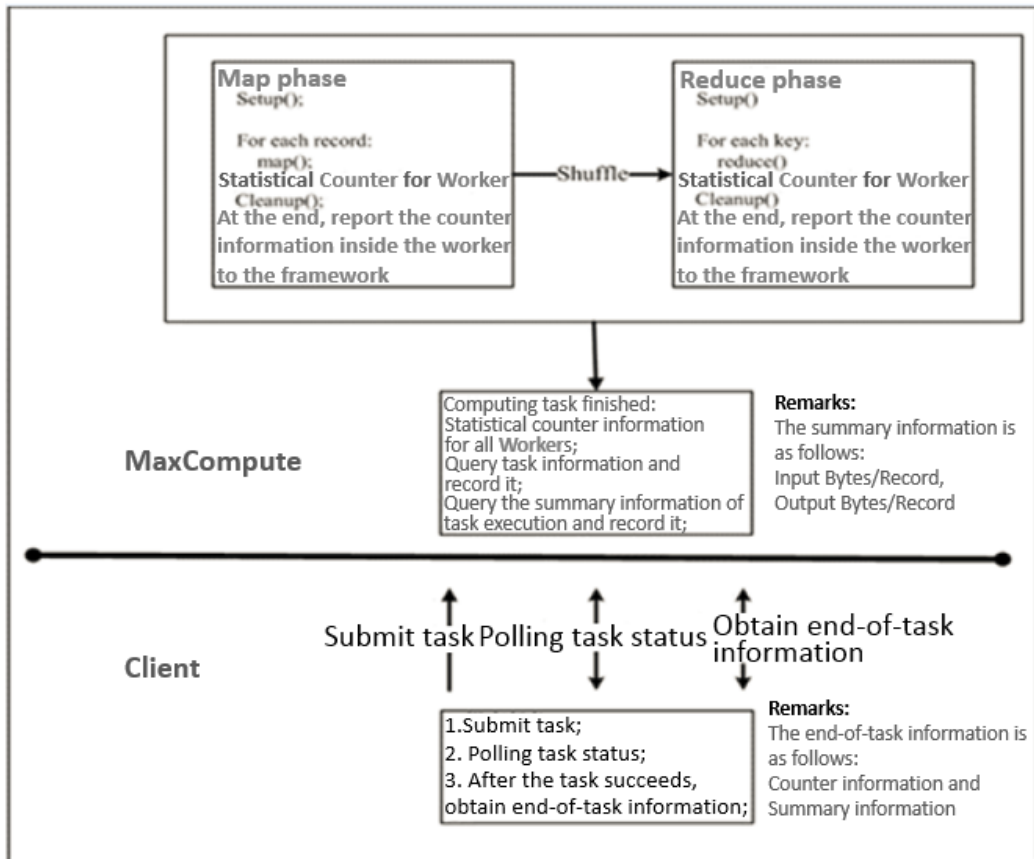 Map phase
Setup();
For each record:
map();
Statistical Counter for Worker
Cleanup();
At the end, report the counter
information inside the worker
to the framework
Shuffle
Reduce phase
Setup()
For each key:
reduce()
Statistical Counter for Worker
Cleanup()
At the end, report the counter
information inside the worker
to the framework
Computing task finished:
Statistical counter information
for all Workers;
Query task information and
record it;
Query the summary information of
task execution and record it;
Remarks:
The summary information is
as follows:
Input Bytes/Record,
Output Bytes/Record
MaxCompute
Submit task
Polling task status
Obtain end-of-task
information
Client
1.Submit task;
2. Polling task status;
3. After the task succeeds,
obtain end-of-task information;
Remarks:
The end-of-task information is
as follows:
Counter information and
Summary information